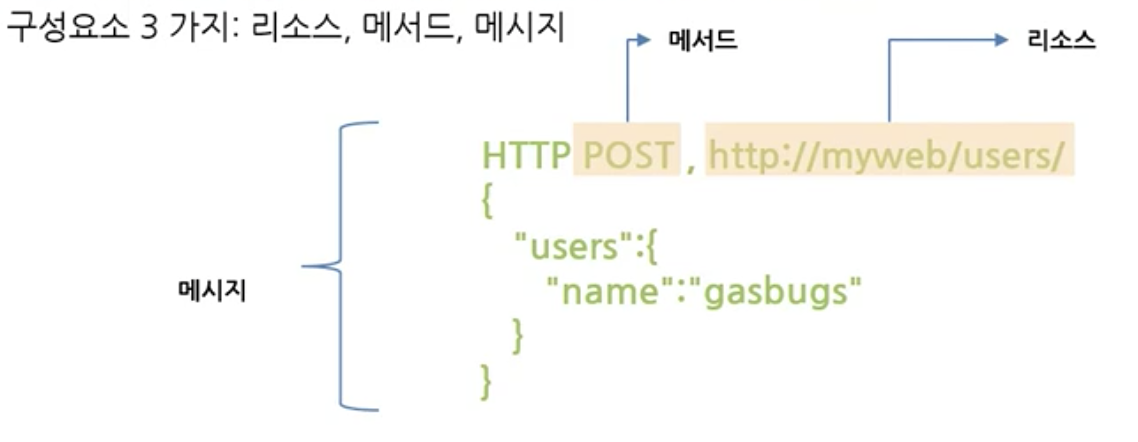 구성요소 3 가지: 리소스, 메서드, 메시지
메서드
리소스
HTTP POST , http://myweb/users/
{
"users":{
"name":"gasbugs"
}
}
메시지